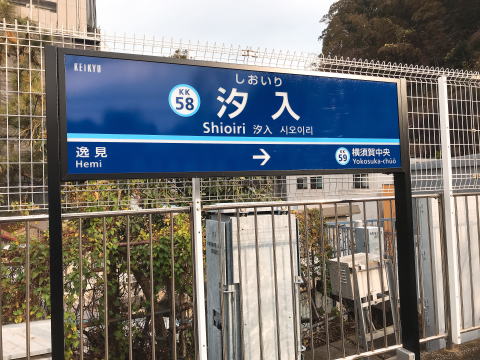 KEIKYU
しおいり
KK
58
汐入
Shioiri 汐入 시오이리
逸見
Hemi
→
KK
59
横須賀中央
Yokosuka-chūō